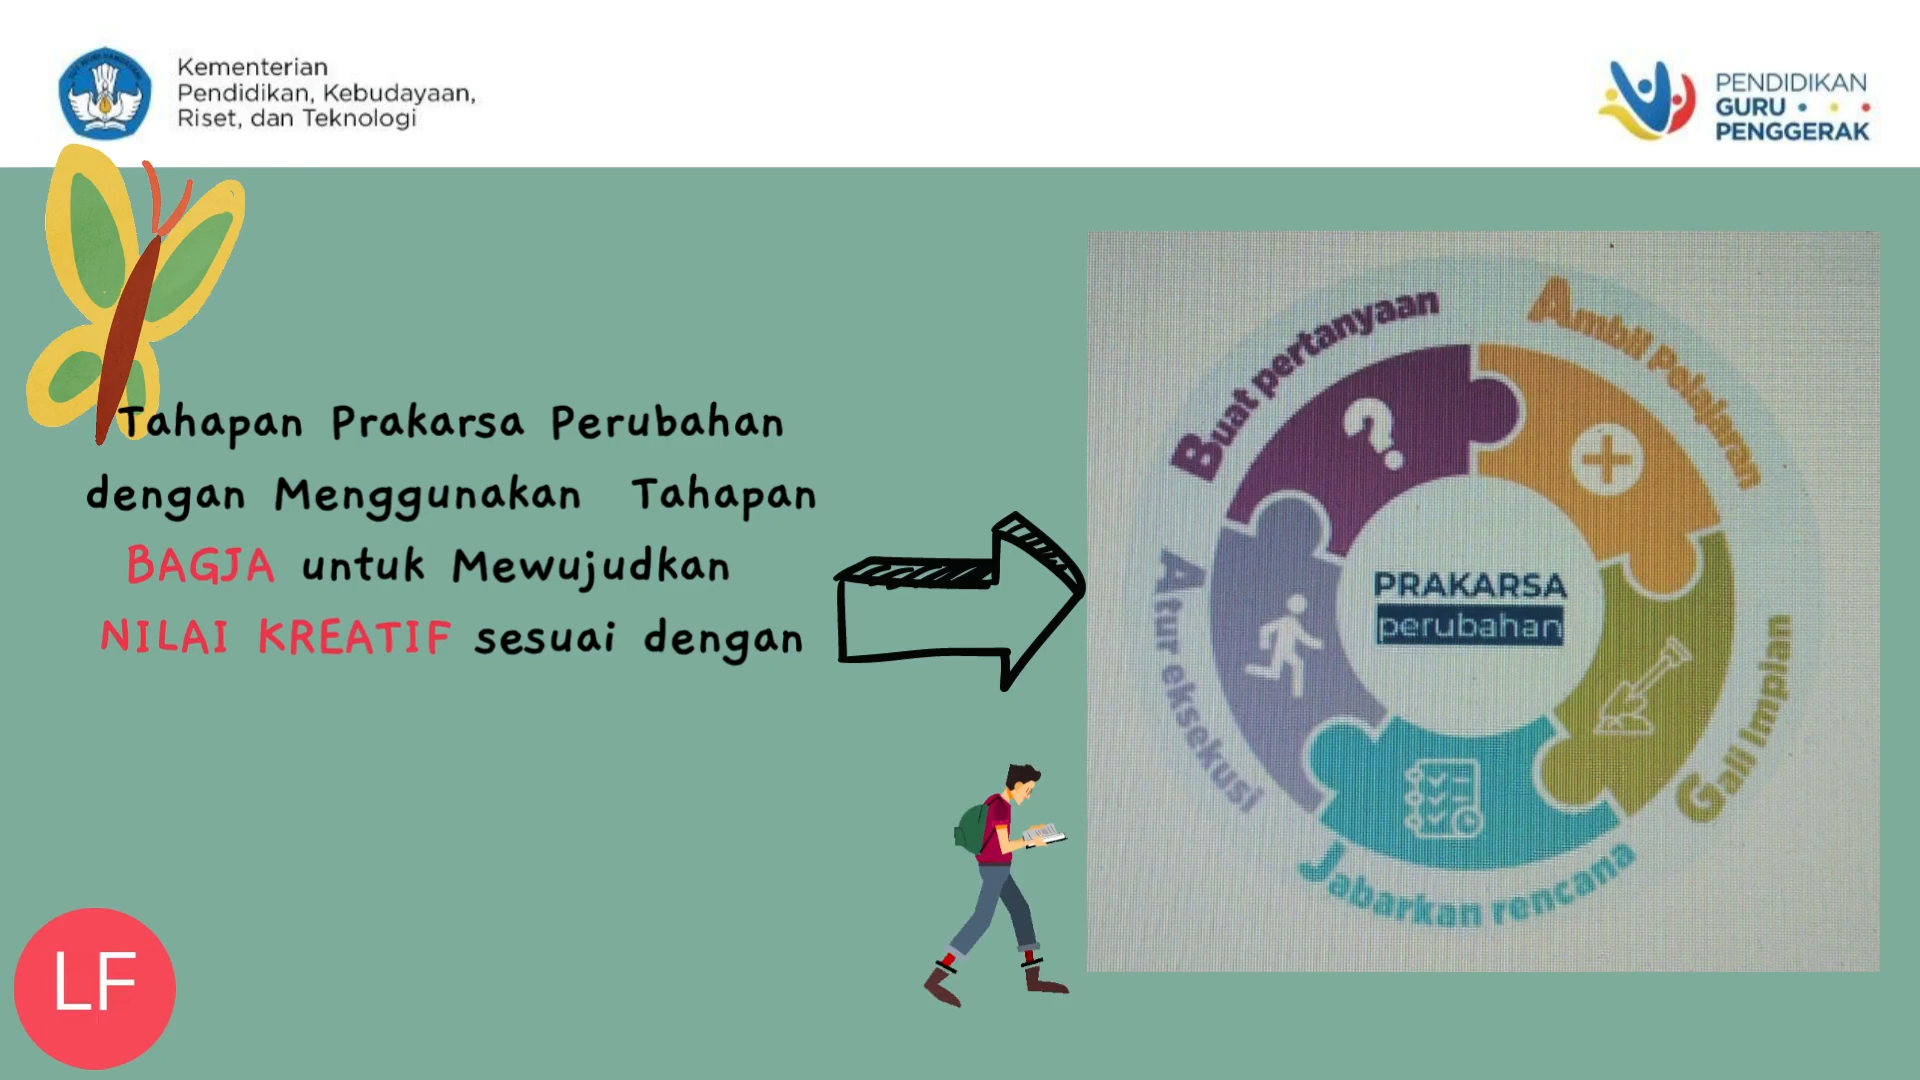 Kementerian
Pendidikan, Kebudayaan,
Riset, dan Teknologi
PENDIDIKAN
GURU
PENGGERAK
Tahapan Prakarsa Perubahan
dengan Menggunakan Tahapan
BAGJA untuk Mewujudkan
NILAI KREATIF sesuai dengan
Buat pertanyaan
Ambil Pelajaran
Gali Impian
Jabarkan rencana
Atur eksekusi
PRAKARSA
perubahan
LF